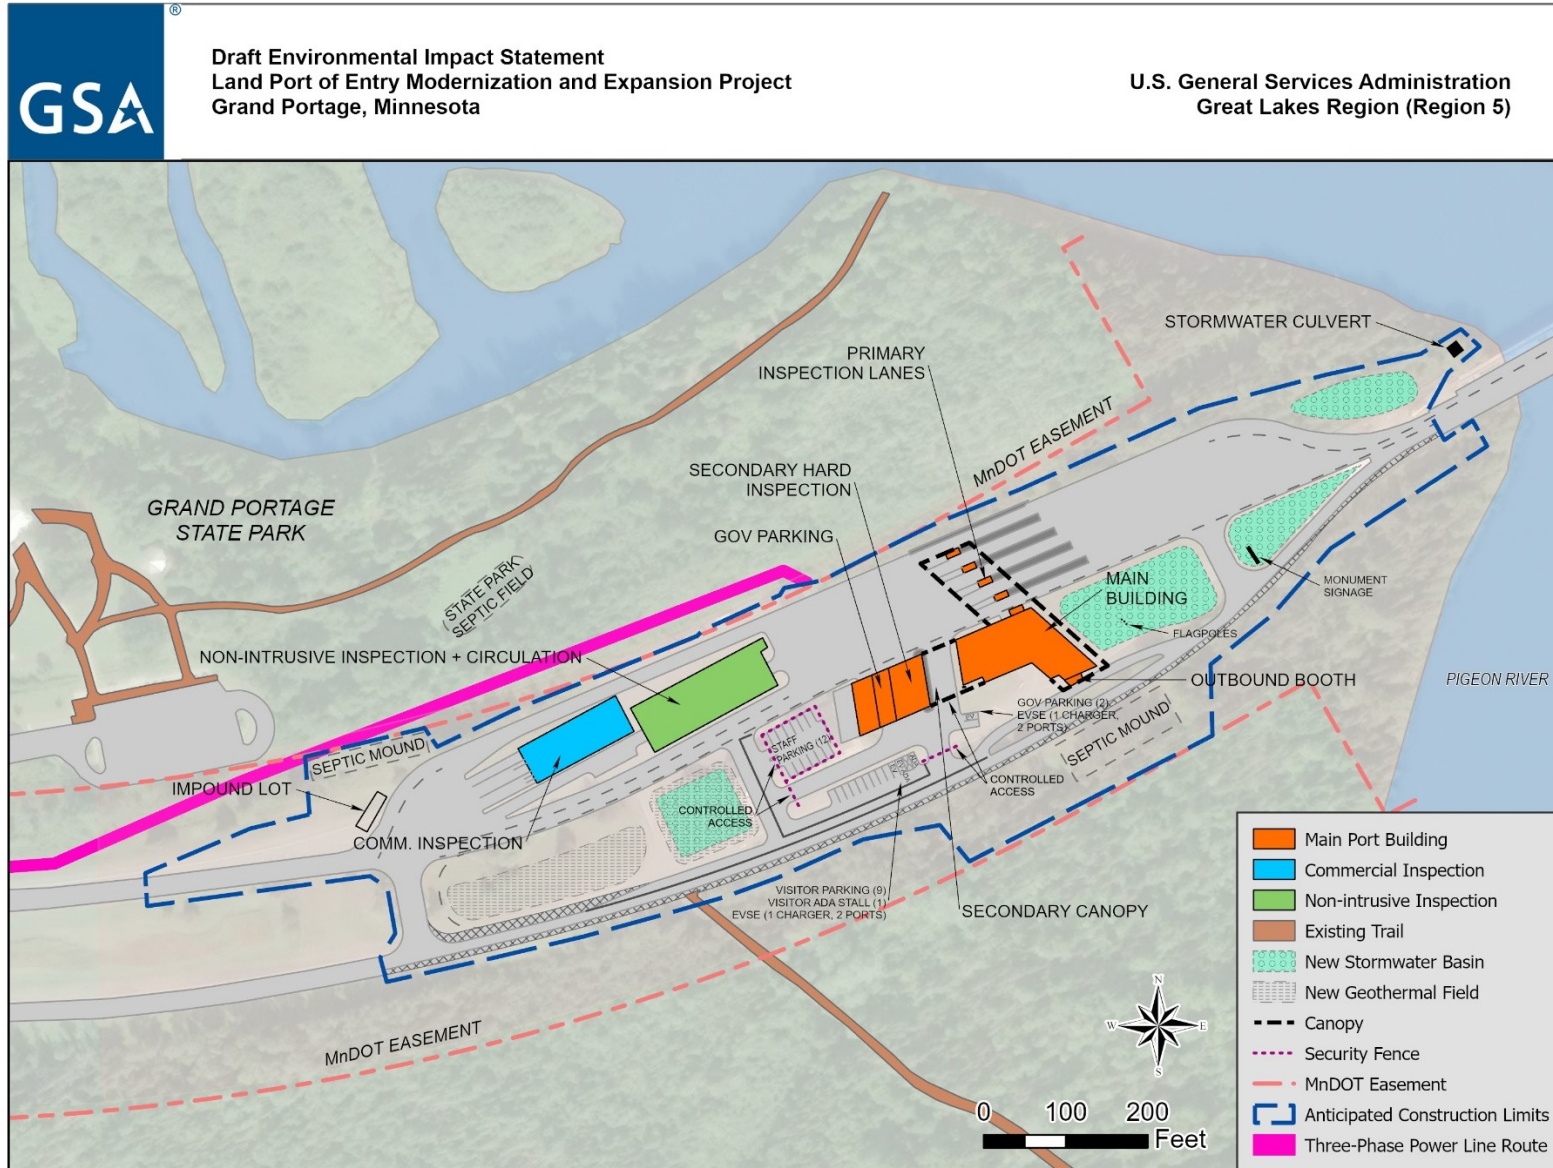 ®
GSA
Draft Environmental Impact Statement
Land Port of Entry Modernization and Expansion Project
Grand Portage, Minnesota
U.S. General Services Administration
Great Lakes Region (Region 5)
STORMWATER CULVERT
PRIMARY
INSPECTION LANES
MnDOT EASEMENT
SECONDARY HARD
INSPECTION
GRAND PORTAGE
STATE PARK
GOV PARKING
STATE PARK
SEPTIC FIELD
MAIN
BUILDING
MONUMENT
SIGNAGE
FLAGPOLES
NON-INTRUSIVE INSPECTION + CIRCULATION
OUTBOUND BOOTH
PIGEON RIVER
GOV PARKING (2)
EVSE (1 CHARGER,
2 PORTS)
EV
SEPTIC MOUND
STAFF
PARKING (12)
SEPTIC MOUND
IMPOUND LOT
CONTROLLED
ACCESS
CONTROLLED
ACCESS
COMM. INSPECTION
VISITOR PARKING (9)
VISITOR ADA STALL (1)
EVSE (1 CHARGER, 2 PORTS)
SECONDARY CANOPY
MnDOT EASEMENT
Main Port Building
Commercial Inspection
Non-intrusive Inspection
Existing Trail
New Stormwater Basin
New Geothermal Field
Canopy
Security Fence
MnDOT Easement
Anticipated Construction Limits
Three-Phase Power Line Route
N
W E
S
0 100 200
Feet